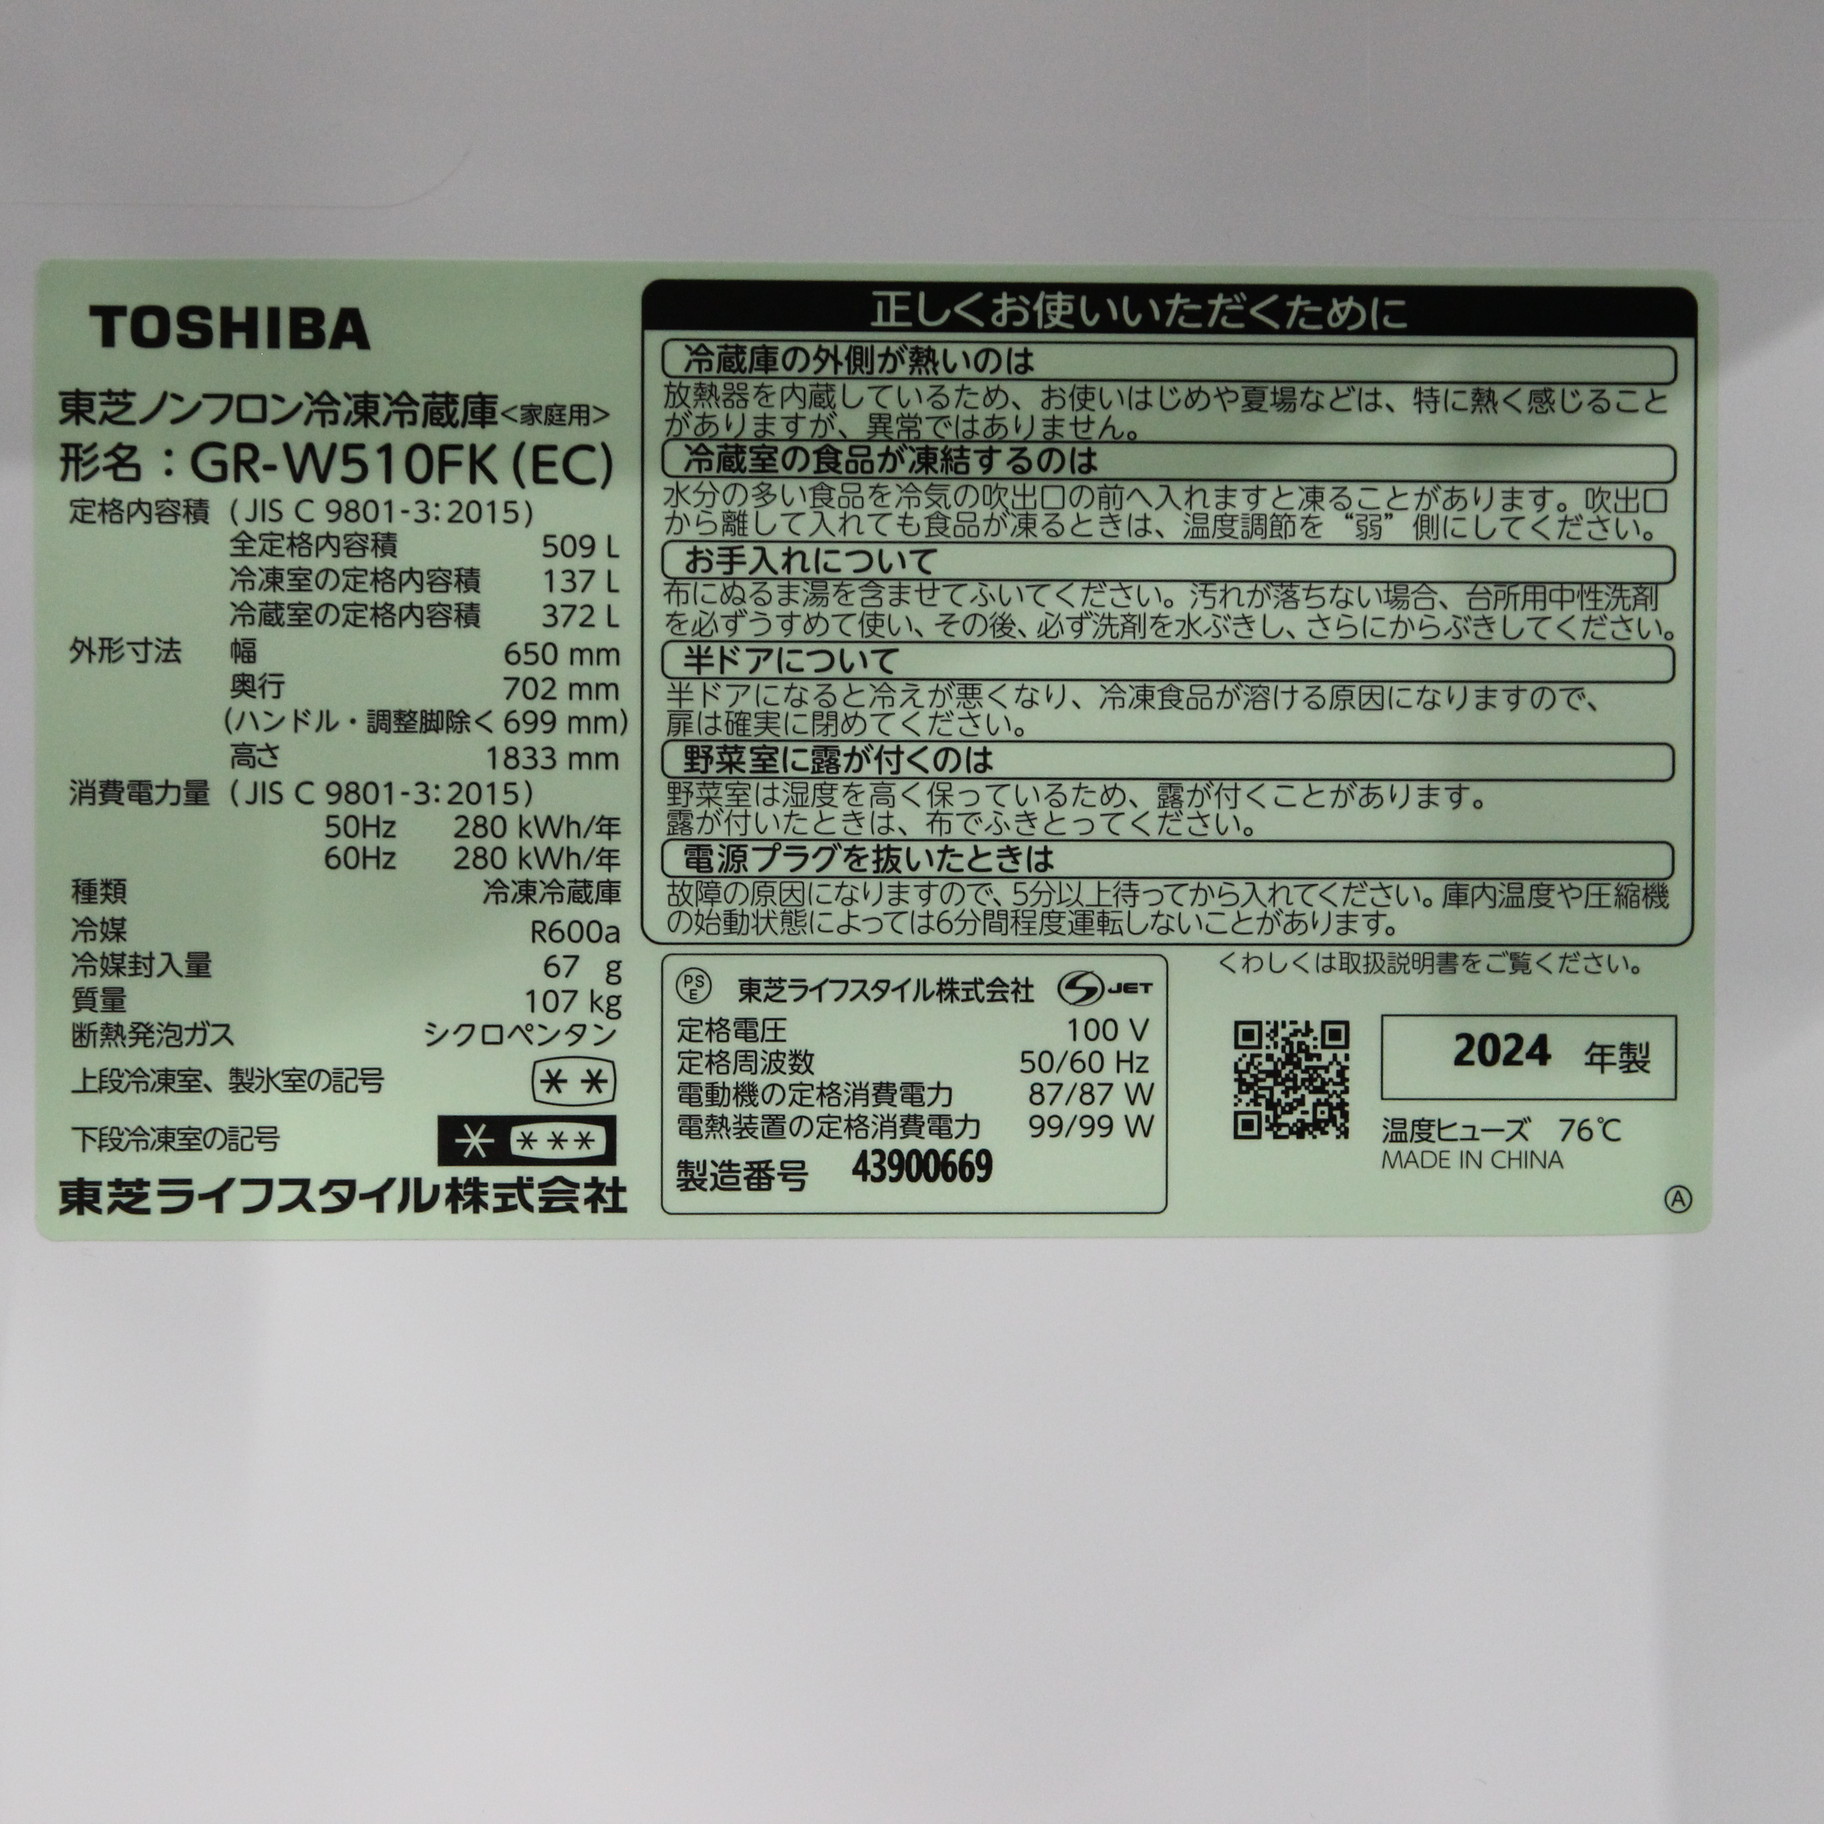 TOSHIBA
東芝ノンフロン冷凍冷蔵庫<家庭用>
形名：GR-W510FK(EC)
定格内容積 (JIS C 9801-3:2015)
全定格内容積 509 L
冷凍室の定格内容積 137 L
冷蔵室の定格内容積 372 L
外形寸法 幅 650 mm
奥行 702 mm
(ハンドル・調整脚除く 699 mm)
高さ 1833 mm
消費電力量 (JIS C 9801-3:2015)
50Hz 280 kWh/年
60Hz 280 kWh/年
種類 冷凍冷蔵庫
冷媒 R600a
冷媒封入量 67 g
質量 107 kg
断熱発泡ガス シクロペンタン
上段冷凍室、製氷室の記号 **
下段冷凍室の記号 * ***
東芝ライフスタイル株式会社
正しくお使いいただくために
冷蔵庫の外側が熱いのは
放熱器を内蔵しているため、お使いはじめや夏場などは、特に熱く感じること
がありますが、異常ではありません。
冷蔵室の食品が凍結するのは
水分の多い食品を冷気の吹出口の前へ入れますと凍ることがあります。吹出口
から離して入れても食品が凍るときは、温度調節を“弱”側にしてください。
お手入れについて
布にぬるま湯を含ませてふいてください。汚れが落ちない場合、台所用中性洗剤
を必ずうすめて使い、その後、必ず洗剤を水ぶきし、さらにからぶきしてください。
半ドアについて
半ドアになると冷えが悪くなり、冷凍食品が溶ける原因になりますので、
扉は確実に閉めてください。
野菜室に露が付くのは
野菜室は湿度を高く保っているため、露が付くことがあります。
露が付いたときは、布でふきとってください。
電源プラグを抜いたときは
故障の原因になりますので、5分以上待ってから入れてください。庫内温度や圧縮機
の始動状態によっては6分間程度運転しないことがあります。
くわしくは取扱説明書をご覧ください。
PSE 東芝ライフスタイル株式会社 S JET
定格電圧 100 V
定格周波数 50/60 Hz
電動機の定格消費電力 87/87 W
電熱装置の定格消費電力 99/99 W
製造番号 43900669
2024 年製
温度ヒューズ 76℃
MADE IN CHINA
Ⓐ